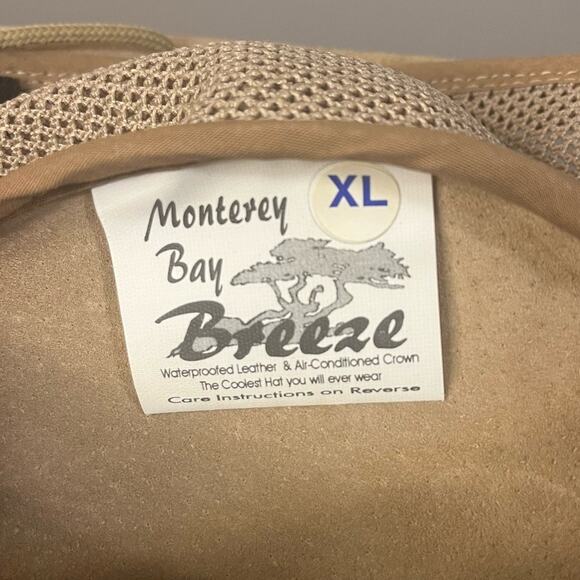 XL
Monterey
Bay
Breeze
Waterproofed Leather & Air-Conditioned Crown
The Coolest Hat you will ever wear
Care Instructions on Reverse